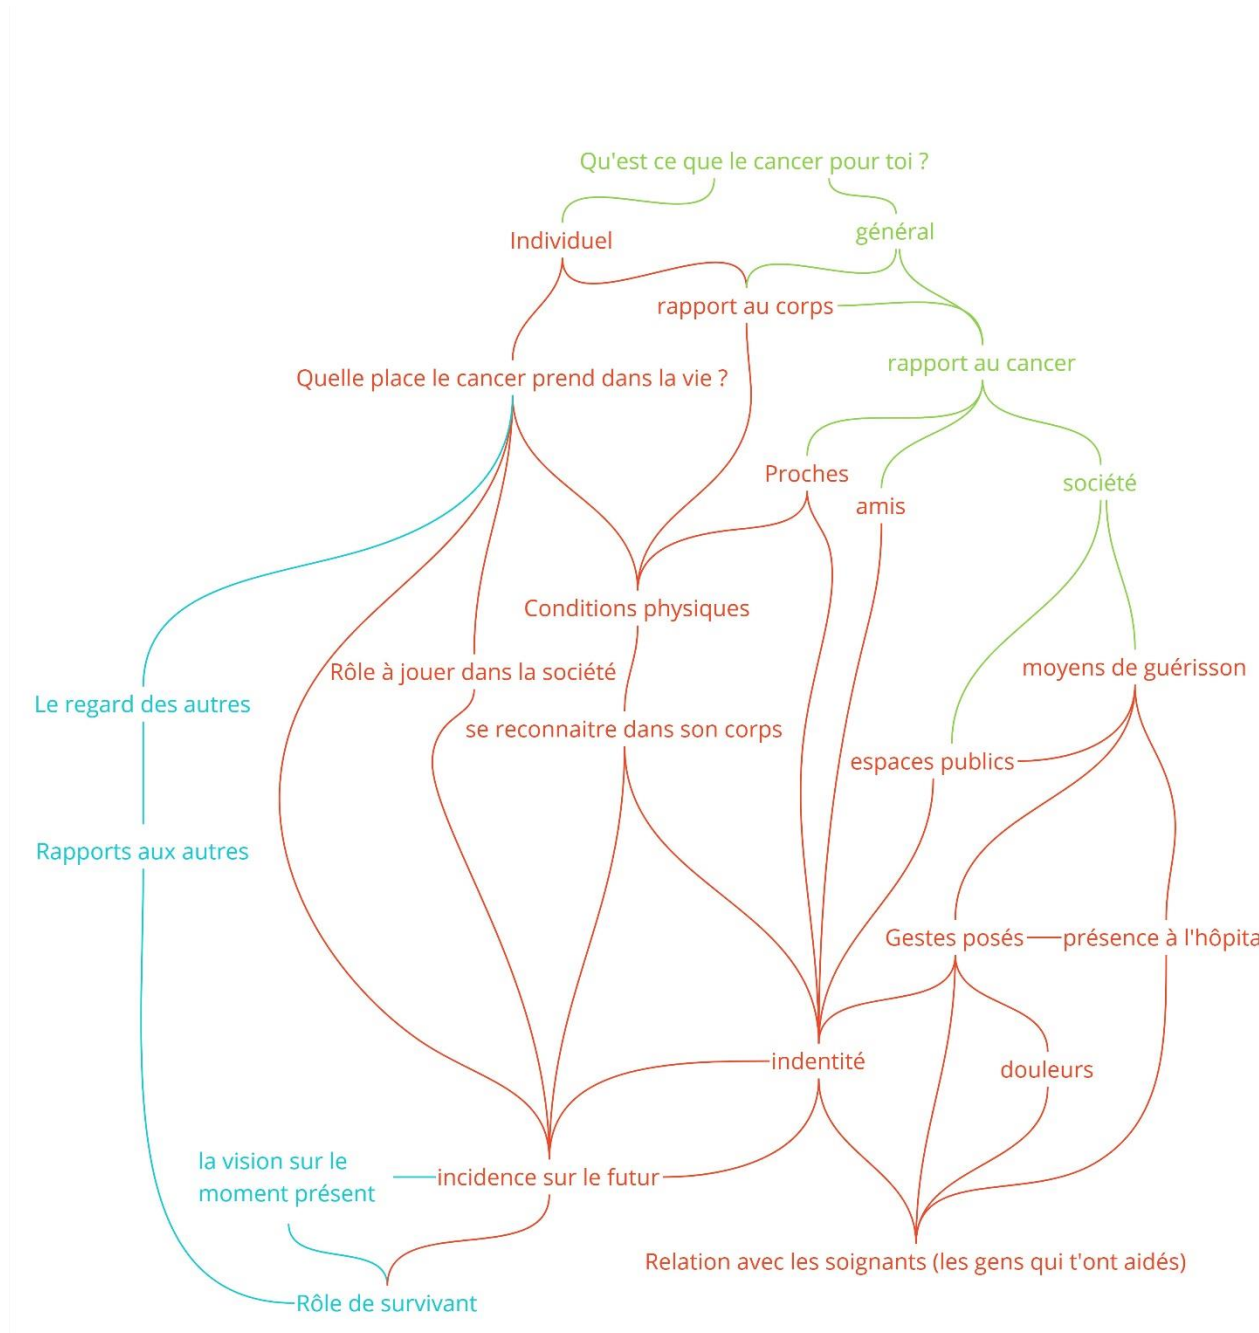 Qu'est ce que le cancer pour toi ?
Individuel
général
rapport au corps
Quelle place le cancer prend dans la vie ?
rapport au cancer
Proches
société
amis
Conditions physiques
Rôle à jouer dans la société
moyens de guérisson
Le regard des autres
se reconnaitre dans son corps
espaces publics
Rapports aux autres
Gestes posés
présence à l'hôpita
indentité
douleurs
la vision sur le
moment présent
incidence sur le futur
Relation avec les soignants (les gens qui t'ont aidés)
Rôle de survivant